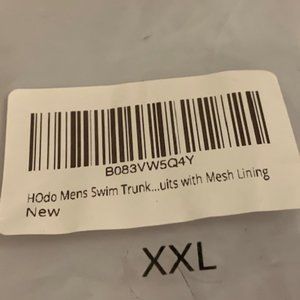 B083VW5Q4Y
HOdo Mens Swim Trunk...uits with Mesh Lining
New
XXL